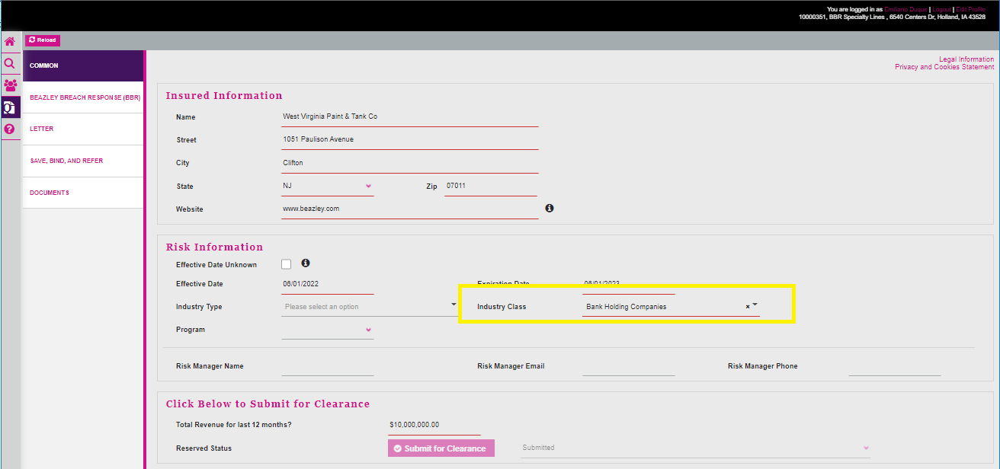 You are logged in as Emiliano Duque | Logout | Edit Profile
10000351, BBR Specialty Lines , 6540 Centers Dr, Holland, IA 43528
Reload
COMMON
BEAZLEY BREACH RESPONSE (BBR)
LETTER
SAVE, BIND, AND REFER
DOCUMENTS
Legal Information
Privacy and Cookies Statement
Insured Information
Name West Virginia Paint & Tank Co
Street 1051 Paulison Avenue
City Clifton
State NJ Zip 07011
Website www.beazley.com
Risk Information
Effective Date Unknown
Effective Date 06/01/2022 Expiration Date 06/01/2023
Industry Type Please select an option Industry Class Bank Holding Companies ×
Program
Risk Manager Name Risk Manager Email Risk Manager Phone
Click Below to Submit for Clearance
Total Revenue for last 12 months? $10,000,000.00
Reserved Status Submit for Clearance Submitted